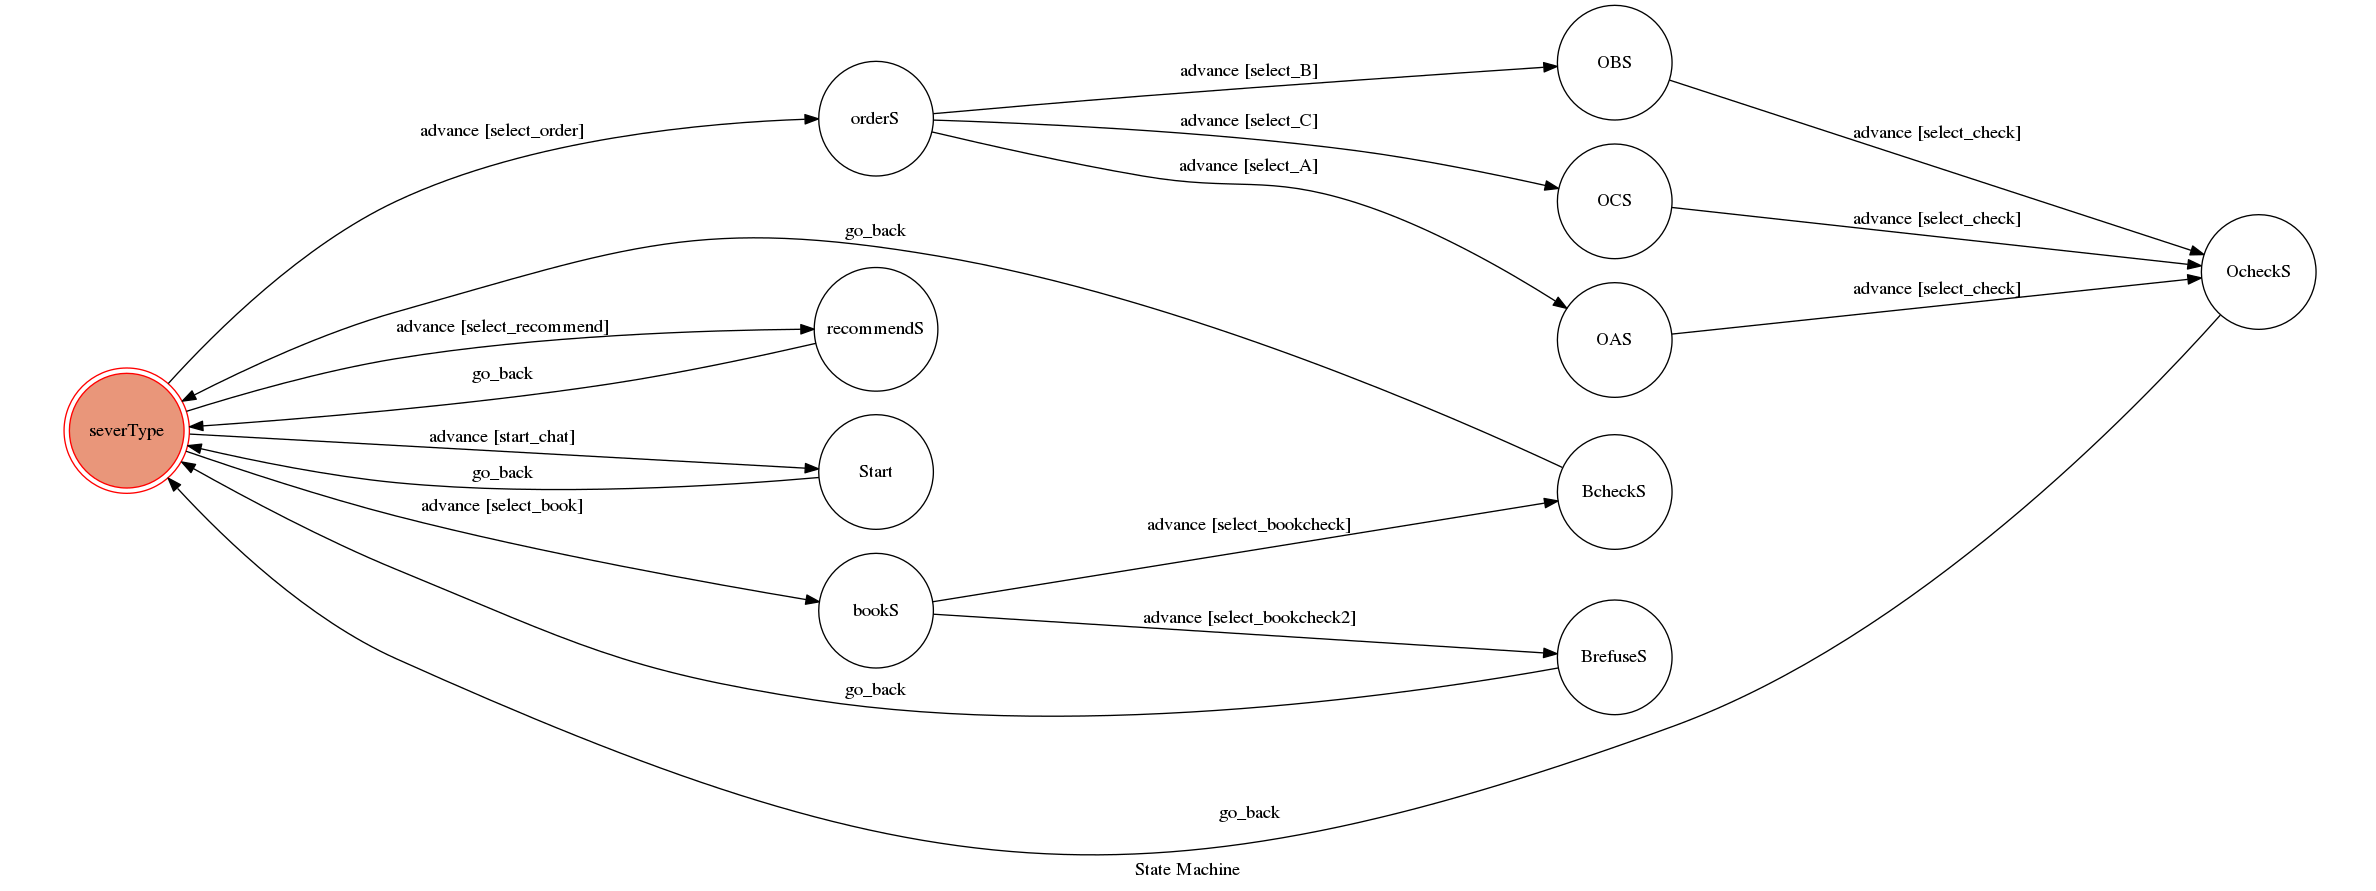 OBS
advance [select_B]
orderS
advance [select_C]
advance [select_order]
advance [select_check]
advance [select_A]
OCS
advance [select_check]
go_back
OcheckS
advance [select_check]
advance [select_recommend]
recommendS
OAS
go_back
severType
advance [start_chat]
go_back
Start
BcheckS
advance [select_book]
advance [select_bookcheck]
bookS
advance [select_bookcheck2]
BrefuseS
go_back
go_back
State Machine